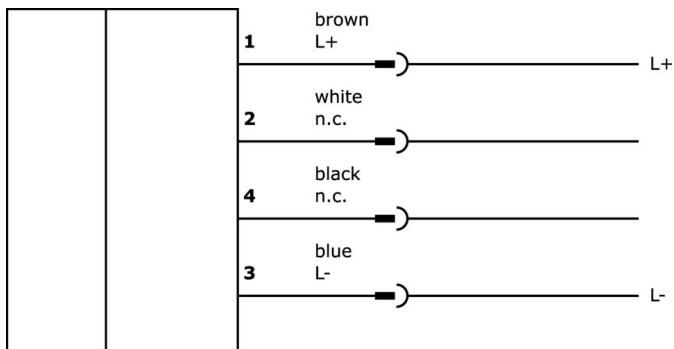 brown
1 L+
L+
white
2 n.c.
black
4 n.c.
blue
3 L-
L-